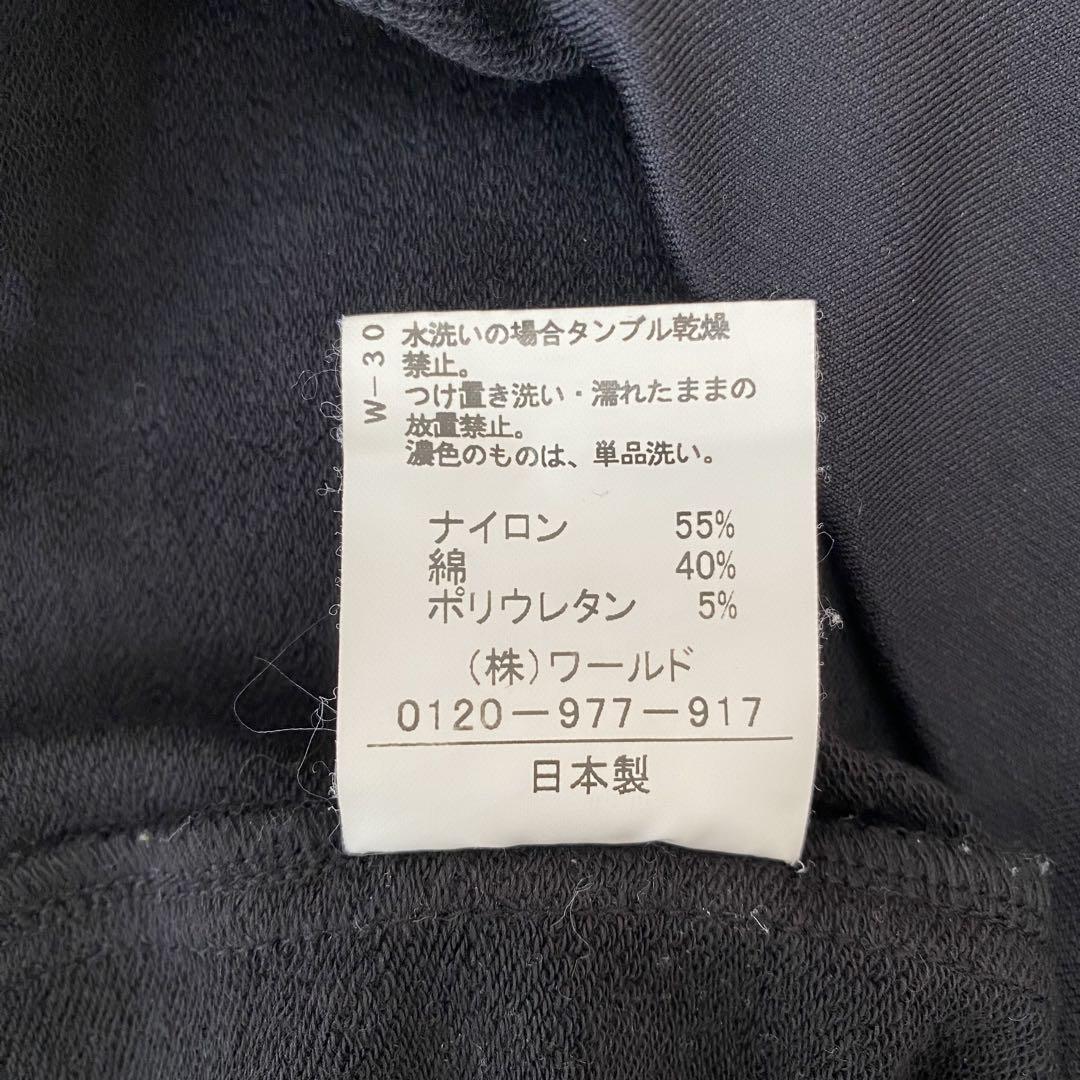 W-30
水洗いの場合タンブル乾燥
禁止。
つけ置き洗い・濡れたままの
放置禁止。
濃色のものは、単品洗い。
ナイロン 55%
綿 40%
ポリウレタン 5%
(株)ワールド
0120-977-917
日本製